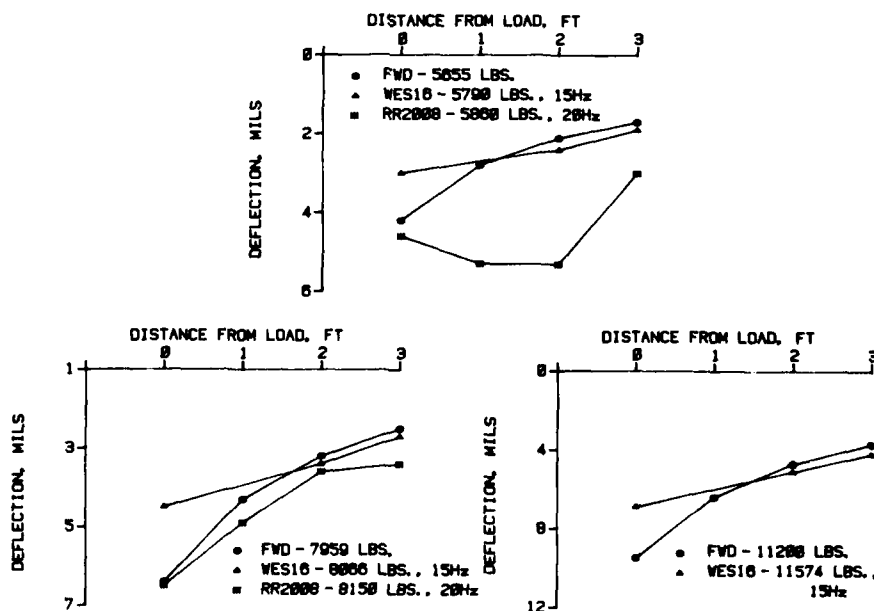 DISTANCE FROM LOAD, FT
0 1 2 3
0
2
4
6
DEFLECTION, MILS
FWD - 5655 LBS.
WES16 - 5790 LBS., 15Hz
RR2008 - 5860 LBS., 20Hz
DISTANCE FROM LOAD, FT
0 1 2 3
1
3
5
7
DEFLECTION, MILS
FWD - 7959 LBS.
WES16 - 8066 LBS., 15Hz
RR2008 - 8150 LBS., 20Hz
DISTANCE FROM LOAD, FT
0 1 2 3
0
4
8
12
DEFLECTION, MILS
FWD - 11200 LBS.
WES16 - 11574 LBS.,
15Hz